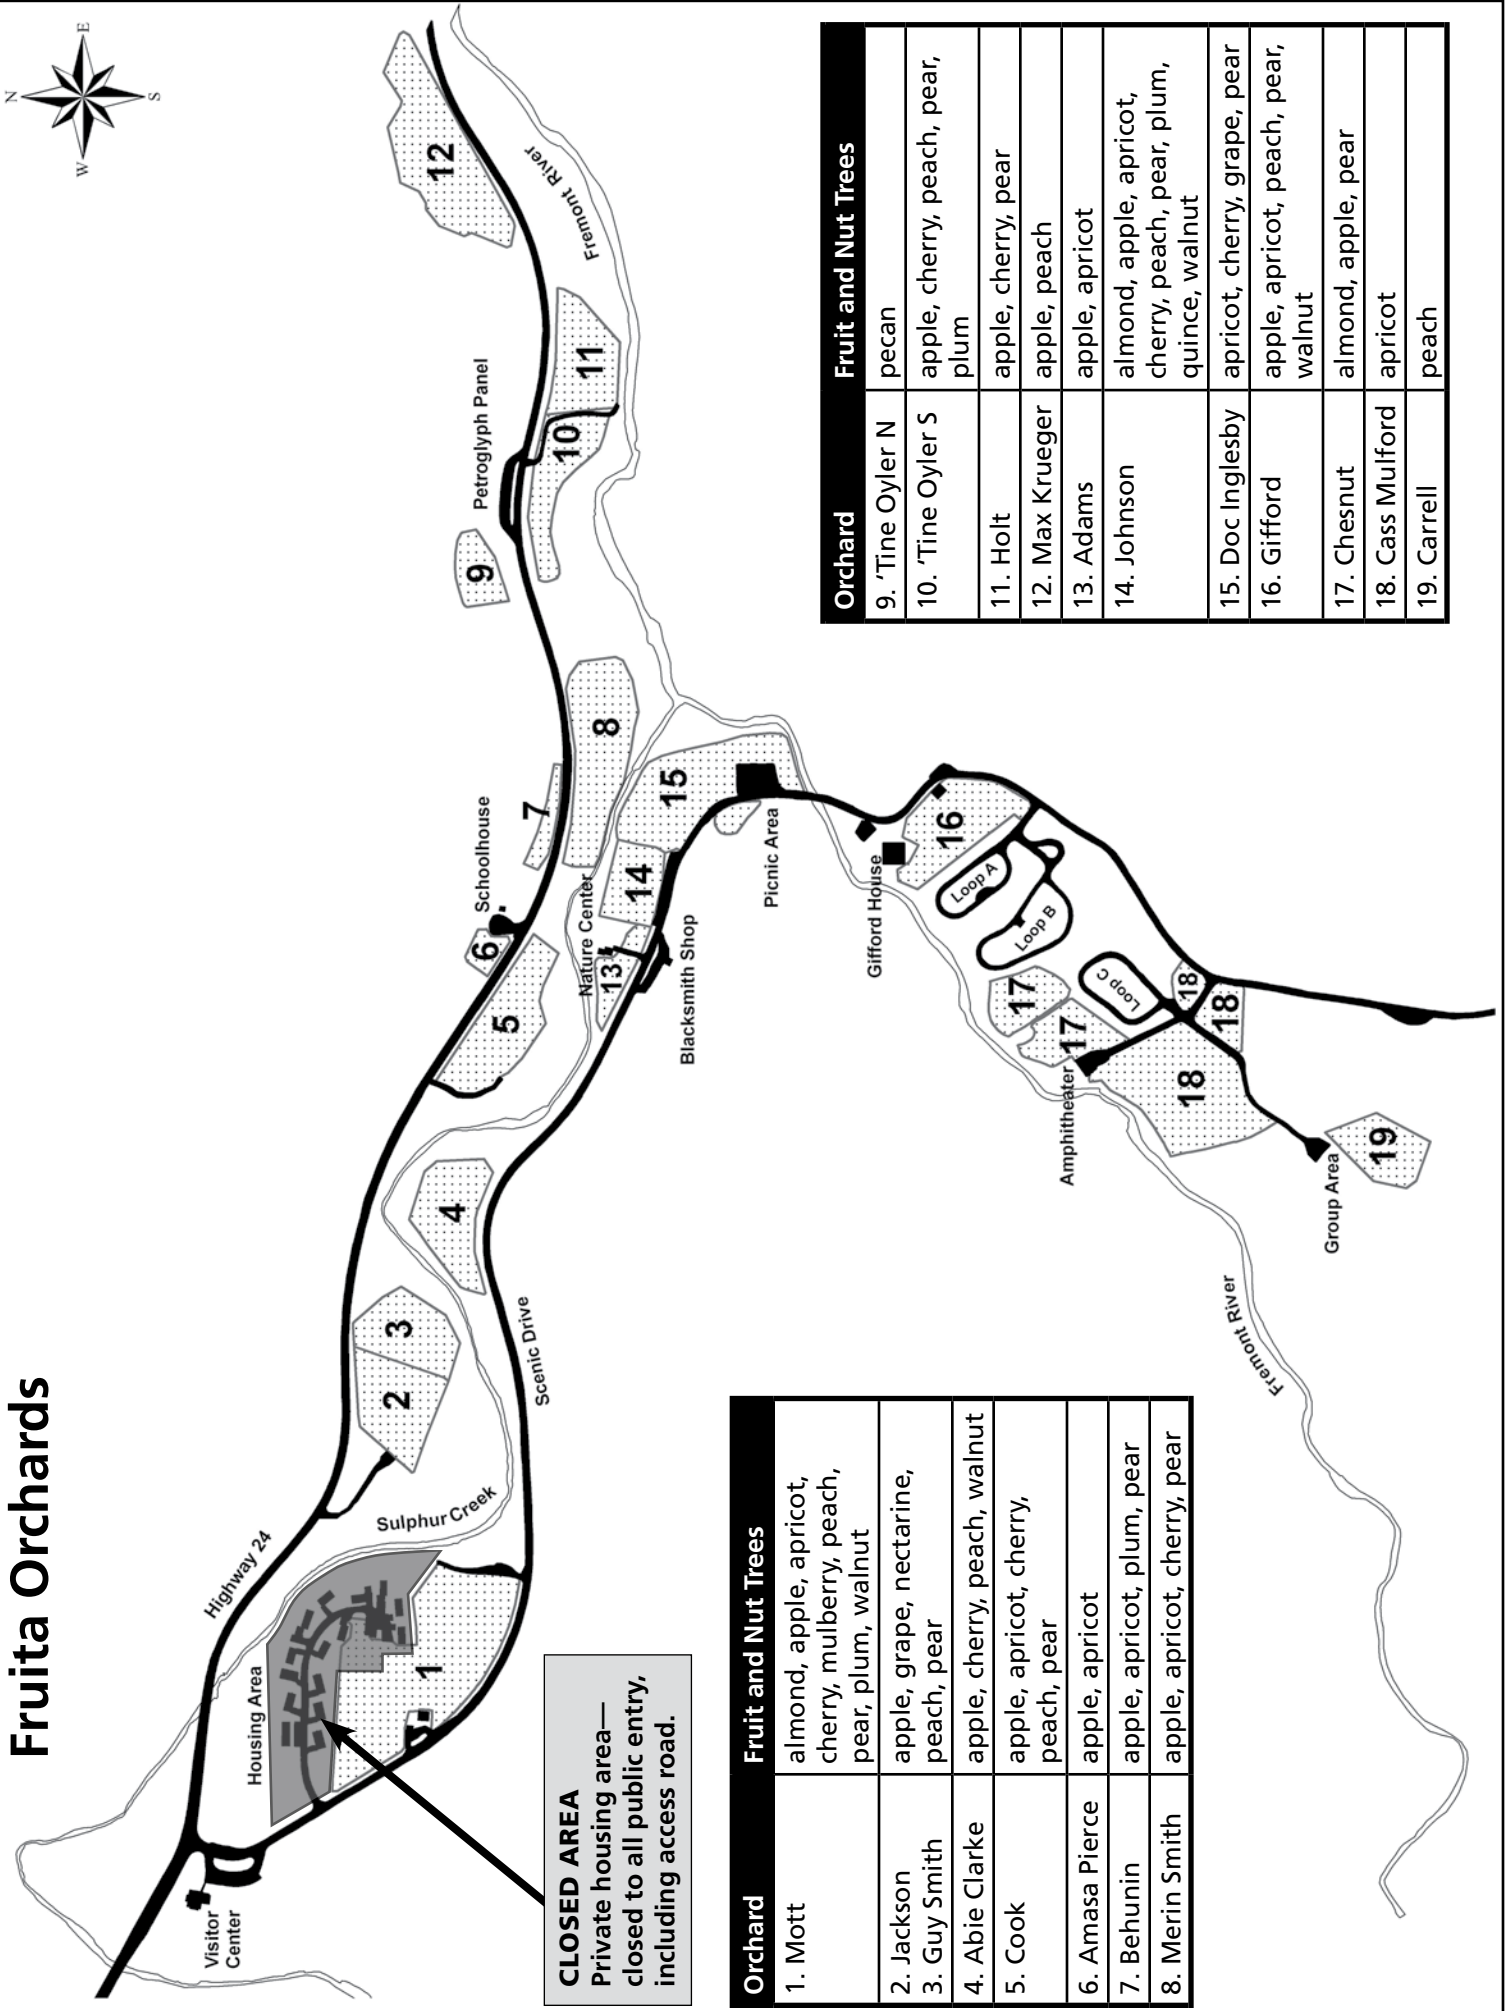 Fruita Orchards
N
E
S
W
Visitor
Center
Housing Area
Highway 24
Sulphur Creek
Scenic Drive
1
2
3
4
5
6
Schoolhouse
7
8
9
Petroglyph Panel
10
11
12
Fremont River
Nature Center
13
14
15
Blacksmith Shop
Picnic Area
Gifford House
16
Loop A
Loop B
Loop C
17
17
18
18
18
Amphitheater
Group Area
19
Fremont River
CLOSED AREA
Private housing area—
closed to all public entry,
including access road.
Orchard Fruit and Nut Trees
1. Mott almond, apple, apricot,
cherry, mulberry, peach,
pear, plum, walnut
2. Jackson apple, grape, nectarine,
3. Guy Smith peach, pear
4. Abie Clarke apple, cherry, peach, walnut
5. Cook apple, apricot, cherry,
peach, pear
6. Amasa Pierce apple, apricot
7. Behunin apple, apricot, plum, pear
8. Merin Smith apple, apricot, cherry, pear
Orchard Fruit and Nut Trees
9. ‘Tine Oyler N pecan
10. ‘Tine Oyler S apple, cherry, peach, pear,
plum
11. Holt apple, cherry, pear
12. Max Krueger apple, peach
13. Adams apple, apricot
14. Johnson almond, apple, apricot,
cherry, peach, pear, plum,
quince, walnut
15. Doc Inglesby apricot, cherry, grape, pear
16. Gifford apple, apricot, peach, pear,
walnut
17. Chesnut almond, apple, pear
18. Cass Mulford apricot
19. Carrell peach